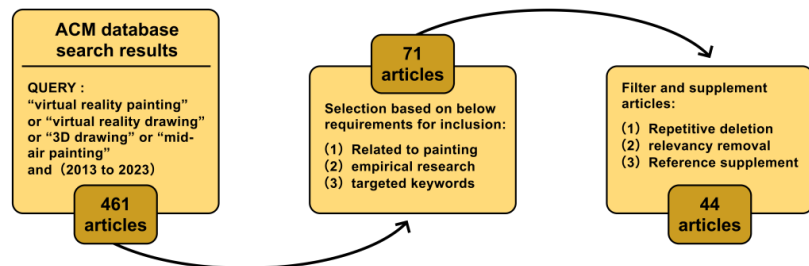 ACM database
search results
QUERY :
“virtual reality painting”
or “virtual reality drawing”
or “3D drawing” or “mid-
air painting”
and（2013 to 2023）
461
articles
71
articles
Selection based on below
requirements for inclusion:
（1）Related to painting
（2）empirical research
（3）targeted keywords
Filter and supplement
articles:
（1）Repetitive deletion
（2）relevancy removal
（3）Reference supplement
44
articles